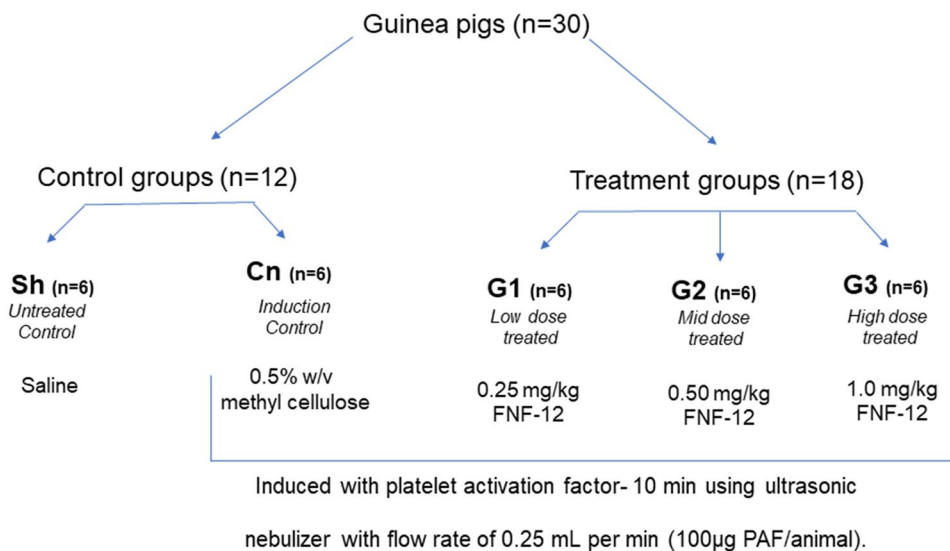 Guinea pigs (n=30)
Control groups (n=12)
Treatment groups (n=18)
Sh (n=6)
Untreated
Control
Saline
Cn (n=6)
Induction
Control
0.5% w/v
methyl cellulose
G1 (n=6)
Low dose
treated
0.25 mg/kg
FNF-12
G2 (n=6)
Mid dose
treated
0.50 mg/kg
FNF-12
G3 (n=6)
High dose
treated
1.0 mg/kg
FNF-12
Induced with platelet activation factor- 10 min using ultrasonic
nebulizer with flow rate of 0.25 mL per min (100µg PAF/animal).